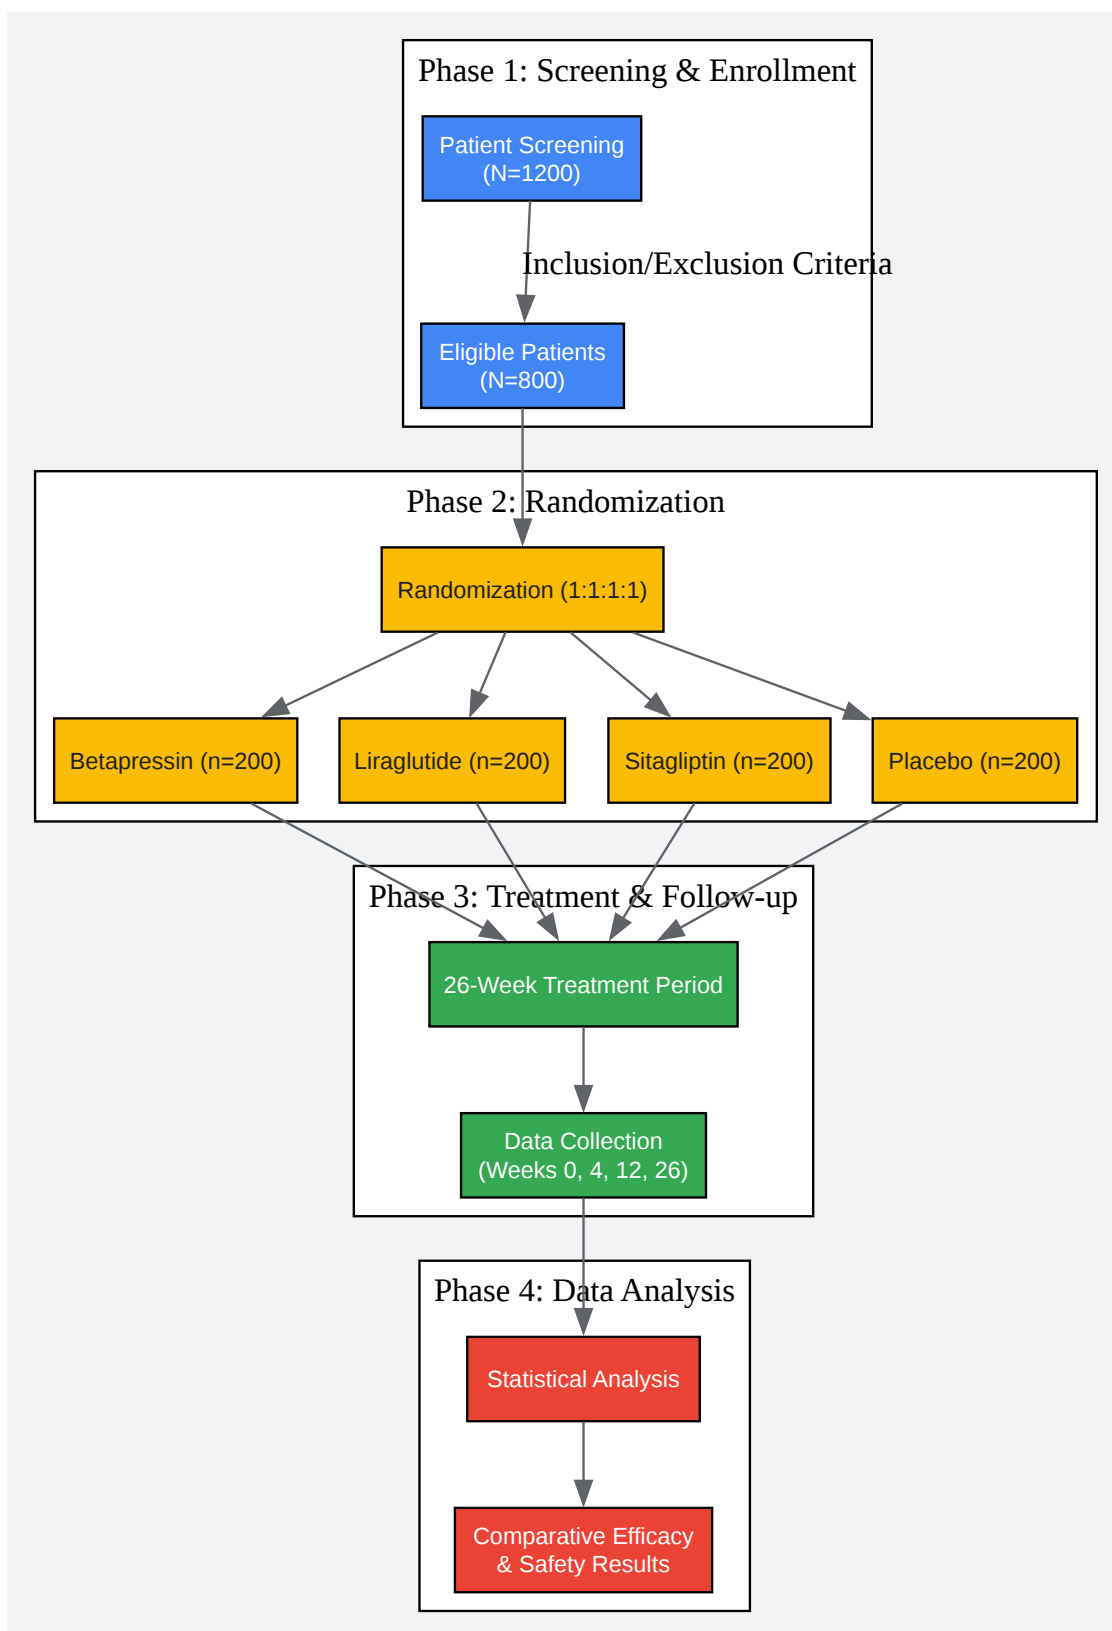 Phase 1: Screening & Enrollment
Patient Screening
(N=1200)
Inclusion/Exclusion Criteria
Eligible Patients
(N=800)
Phase 2: Randomization
Randomization (1:1:1:1)
Betapressin (n=200)
Liraglutide (n=200)
Sitagliptin (n=200)
Placebo (n=200)
Phase 3: Treatment & Follow-up
26-Week Treatment Period
Data Collection
(Weeks 0, 4, 12, 26)
Phase 4: Data Analysis
Statistical Analysis
Comparative Efficacy
& Safety Results